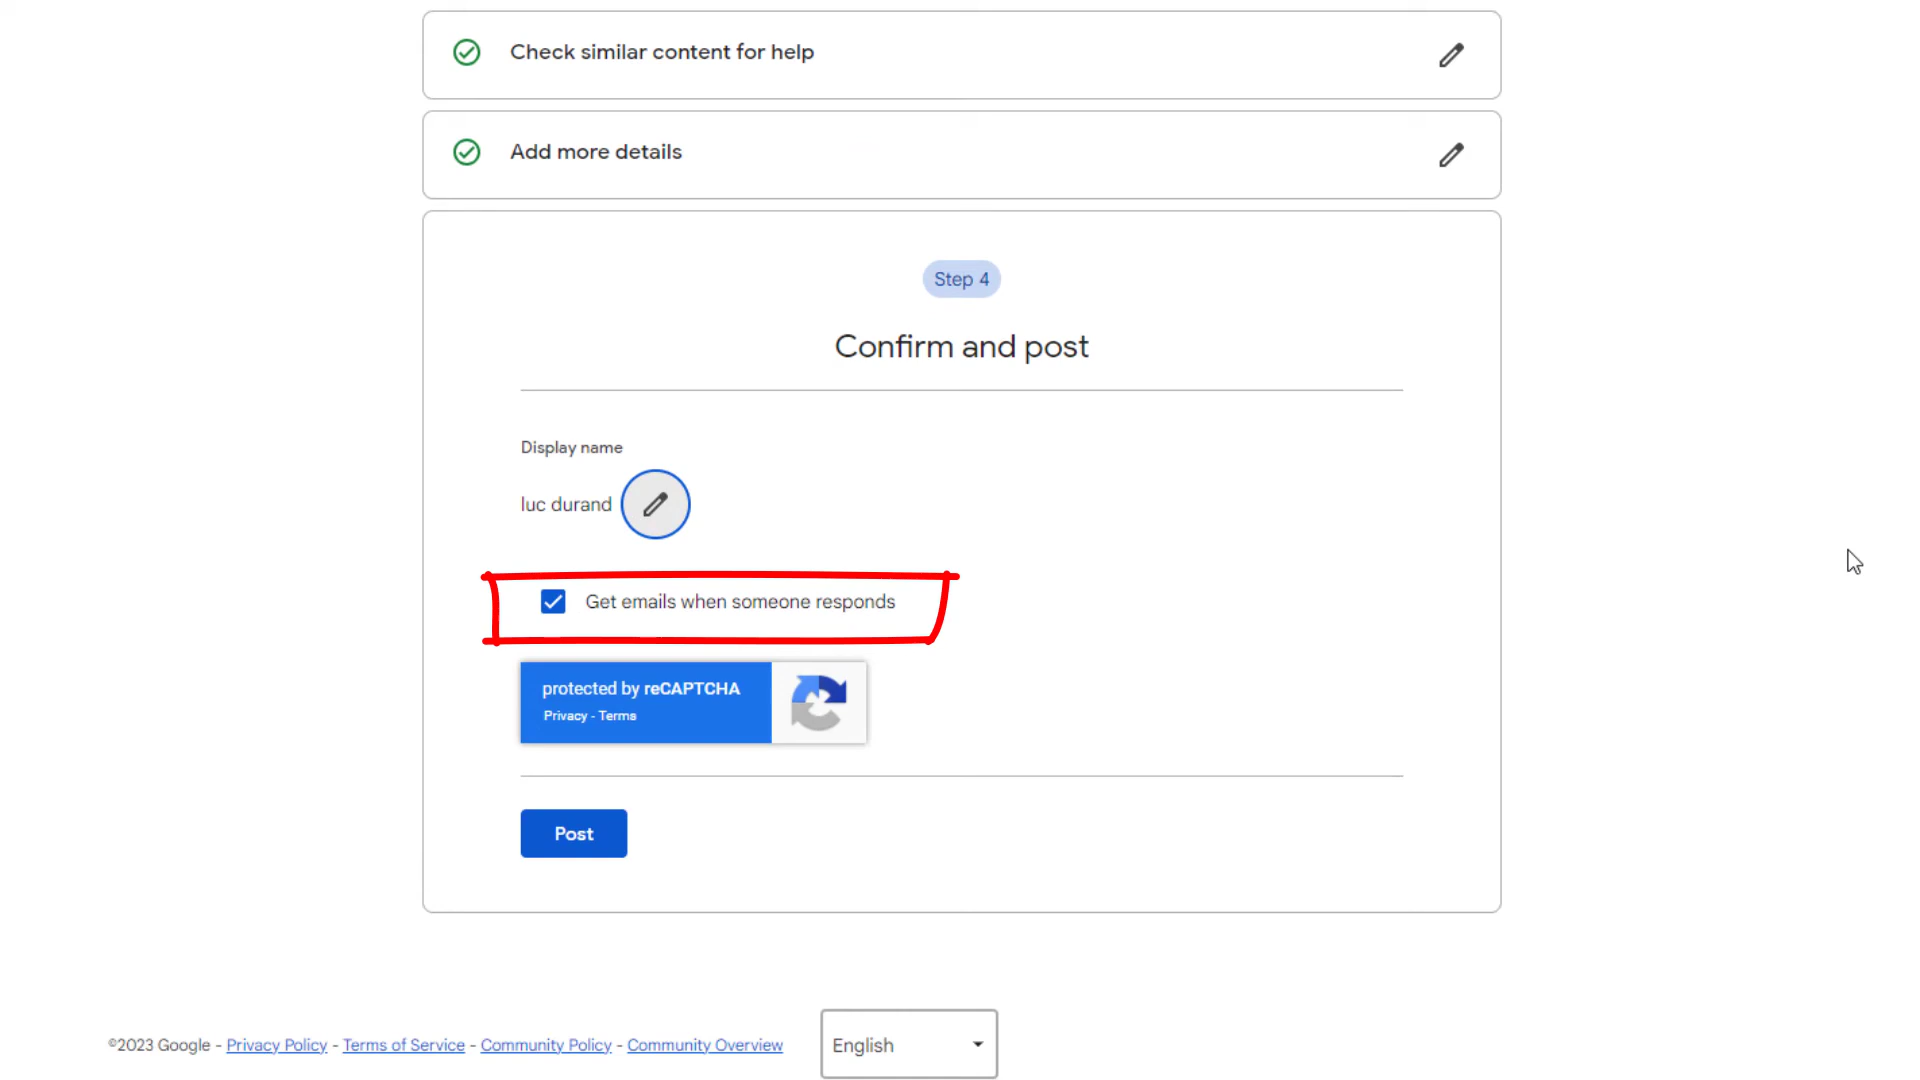 Check similar content for help
Add more details
Step 4
Confirm and post
Display name
luc durand
Get emails when someone responds
protected by reCAPTCHA
Privacy - Terms
Post
©2023 Google - Privacy Policy - Terms of Service - Community Policy - Community Overview
English